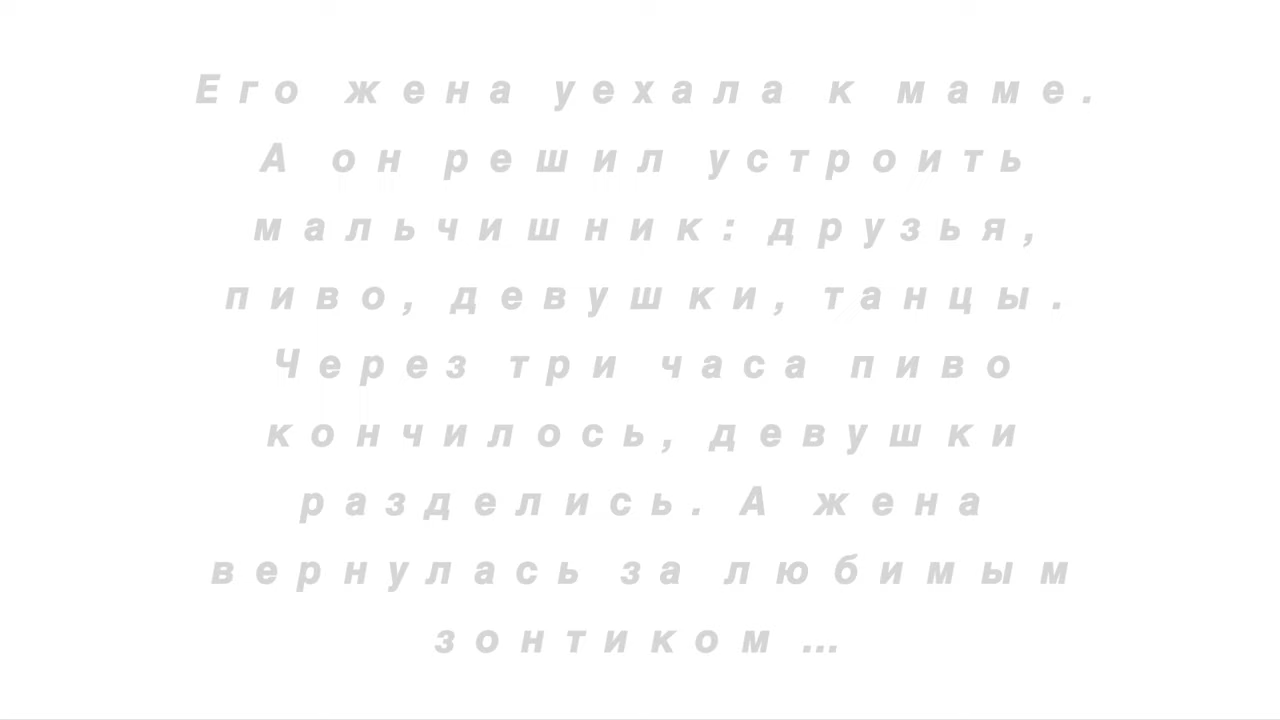 Его жена уехала к маме.
А он решил устроить
мальчишник: друзья,
пиво, девушки, танцы.
Через три часа пиво
кончилось, девушки
разделись. А жена
вернулась за любимым
зонтиком ...